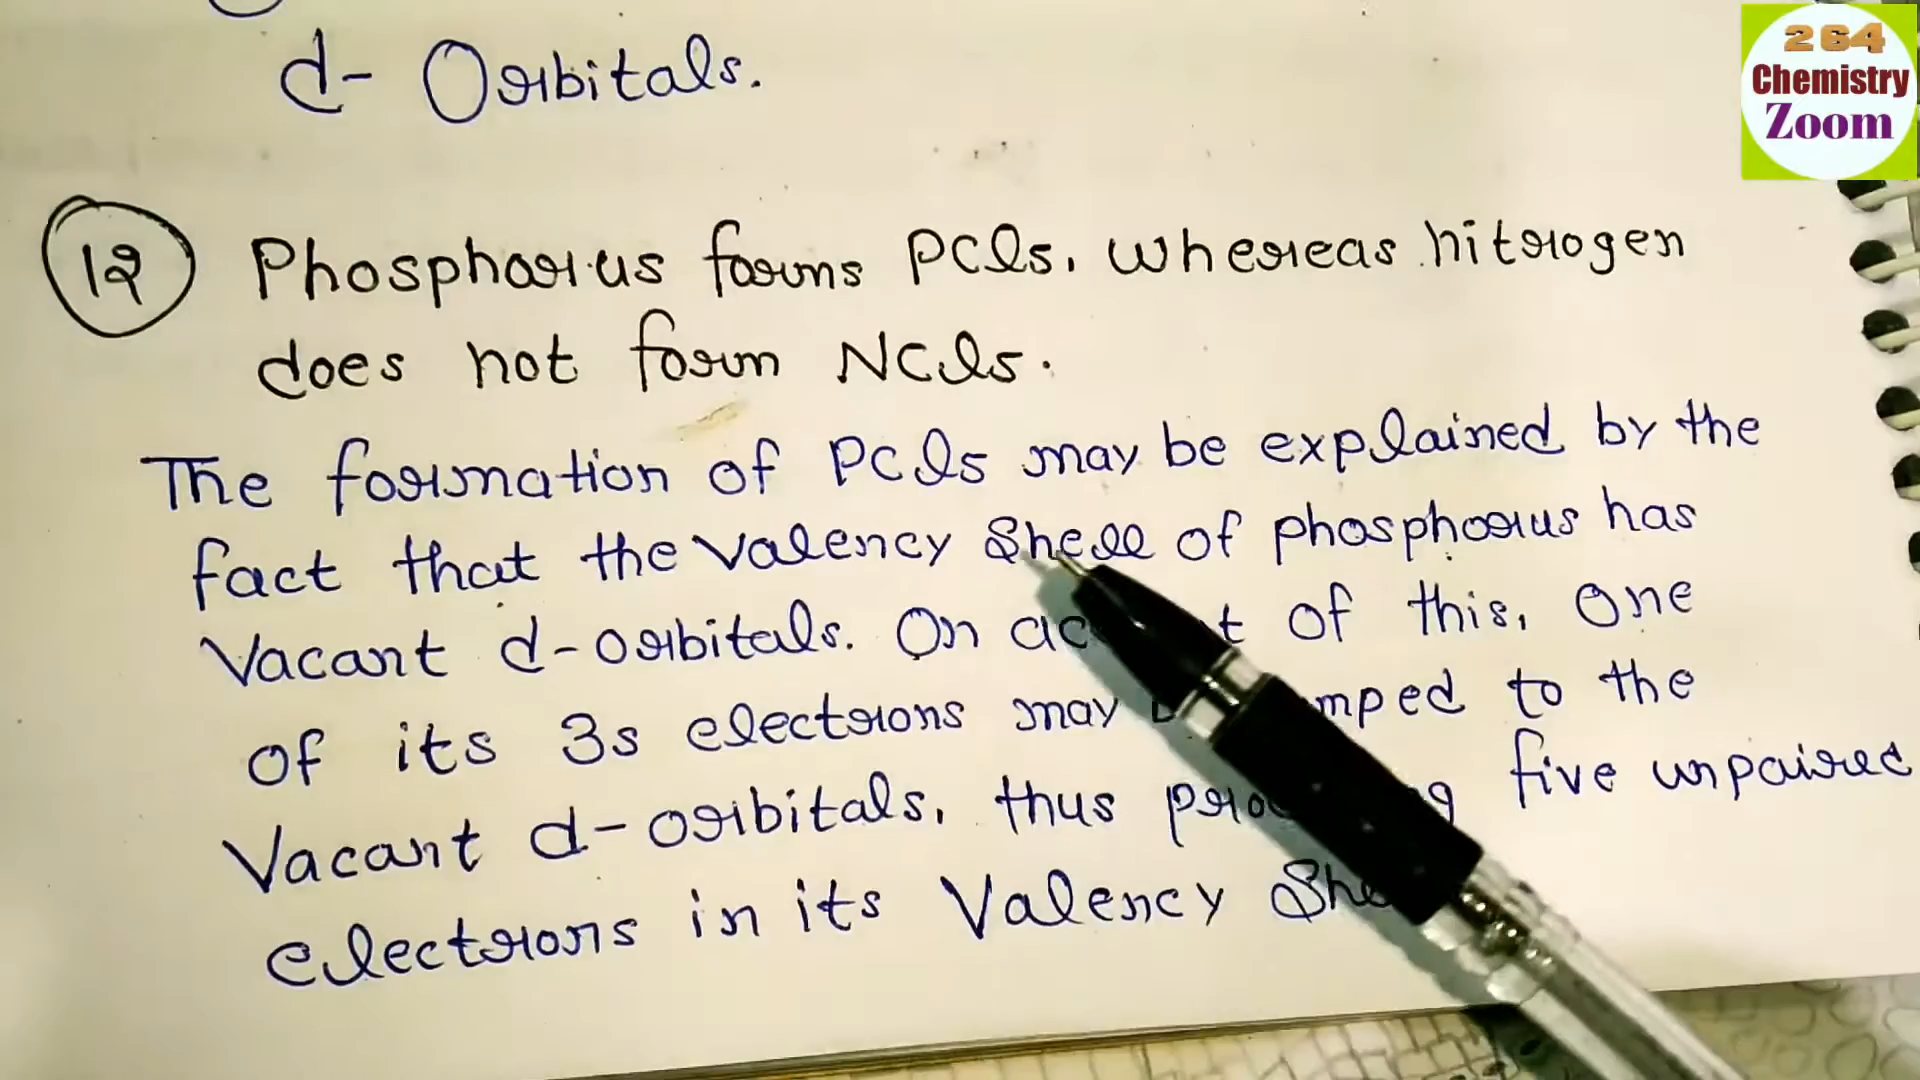 d- Orbitals.
264
Chemistry
Zoom
12 Phosphorus forms PCl5, whereas nitrogen
does not form NCl5.
The formation of PCl5 may be explained by the
fact that the Valency Shell of phosphorus has
Vacant d-orbitals. On of this, One
of its 3s electrons may to the
Vacant d-orbitals, thus five unpaired
electrons in its Valency